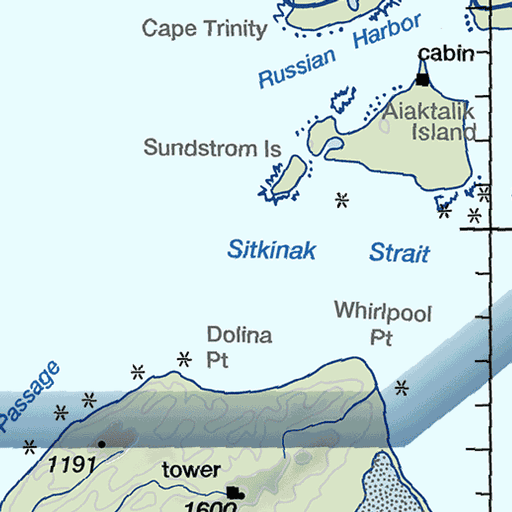 Cape Trinity
Russian Harbor
cabin
Aiaktalik
Island
Sundstrom Is
Sitkinak Strait
Whirlpool
Pt
Dolina
Pt
Passage
1191
tower
1600